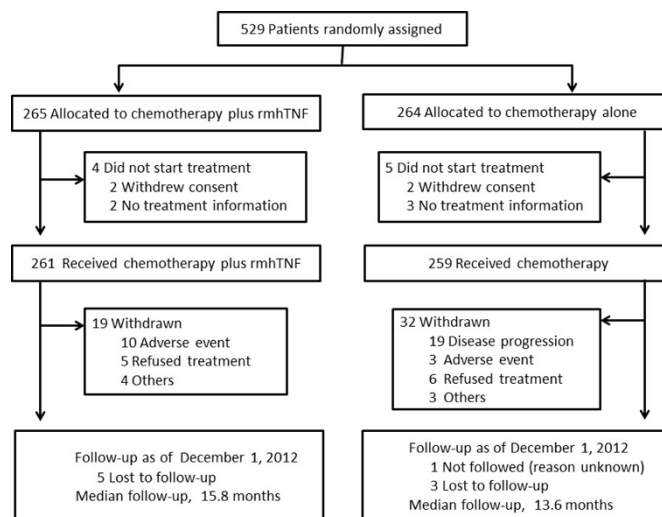 529 Patients randomly assigned
265 Allocated to chemotherapy plus rmhTNF
4 Did not start treatment
2 Withdrew consent
2 No treatment information
261 Received chemotherapy plus rmhTNF
19 Withdrawn
10 Adverse event
5 Refused treatment
4 Others
Follow-up as of December 1, 2012
5 Lost to follow-up
Median follow-up, 15.8 months
264 Allocated to chemotherapy alone
5 Did not start treatment
2 Withdrew consent
3 No treatment information
259 Received chemotherapy
32 Withdrawn
19 Disease progression
3 Adverse event
6 Refused treatment
3 Others
Follow-up as of December 1, 2012
1 Not followed (reason unknown)
3 Lost to follow-up
Median follow-up, 13.6 months